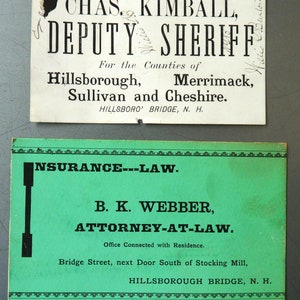 CHAS. KIMBALL,
DEPUTY SHERIFF
For the Counties of
Hillsborough, Merrimack,
Sullivan and Cheshire.
HILLSBORO' BRIDGE, N. H.
INSURANCE---LAW.
B. K. WEBBER,
ATTORNEY-AT-LAW.
Office Connected with Residence.
Bridge Street, next Door South of Stocking Mill,
HILLSBOROUGH BRIDGE, N. H.